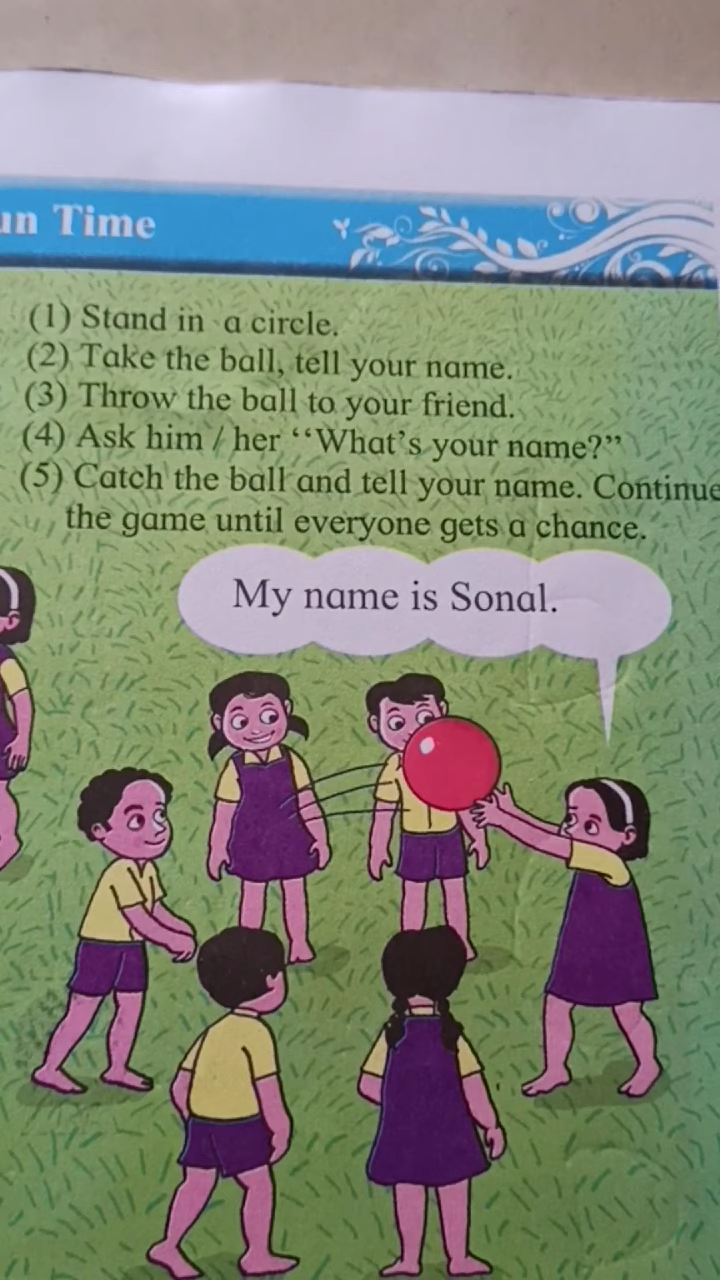 un Time
(1) Stand in a circle.
(2) Take the ball, tell your name.
(3) Throw the ball to your friend.
(4) Ask him / her ‘‘What’s your name?’’
(5) Catch the ball and tell your name. Continue
the game until everyone gets a chance.
My name is Sonal.